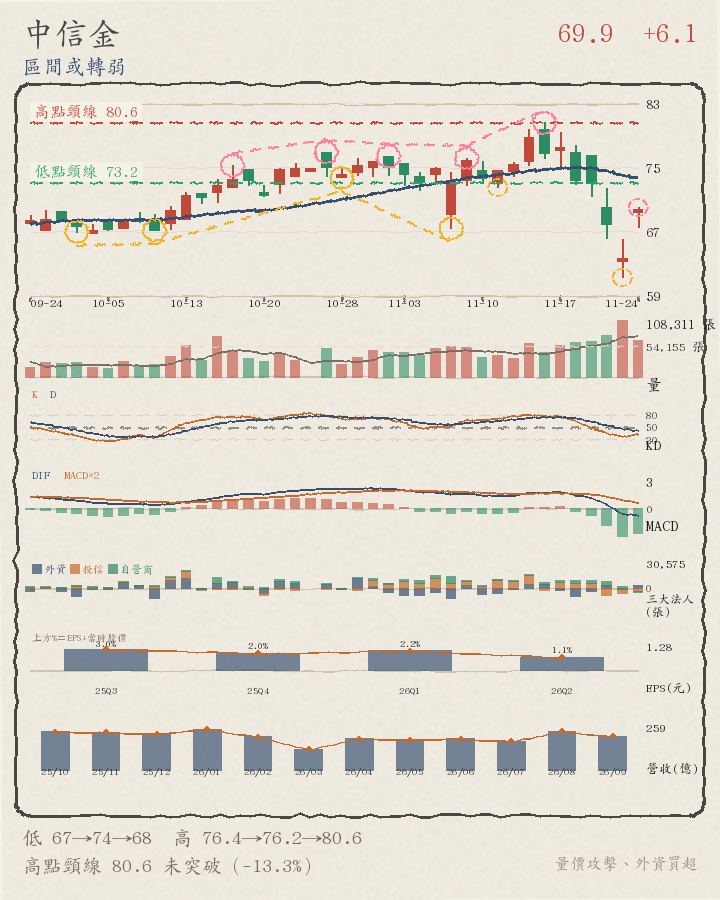 中信金
69.9 +6.1
區間或轉弱
高點頸線 80.6
低點頸線 73.2
83
75
67
59
09-24 10-05 10-13 10-20 10-28 11-03 11-10 11-17 11-24
108,311 張
54,155 張
量
K D
80
50
20
KD
DIF MACD×2
3
0
MACD
外資 投信 自營商
30,575
0
三大法人
(張)
上方%=EPS÷當時股價
3.0% 2.0% 2.2% 1.1%
1.28
25Q3 25Q4 26Q1 26Q2
EPS(元)
259
25/10 25/11 25/12 26/01 26/02 26/03 26/04 26/05 26/06 26/07 26/08 26/09
營收(億)
低 67→74→68 高 76.4→76.2→80.6
高點頸線 80.6 未突破 (-13.3%)
量價攻擊、外資買超